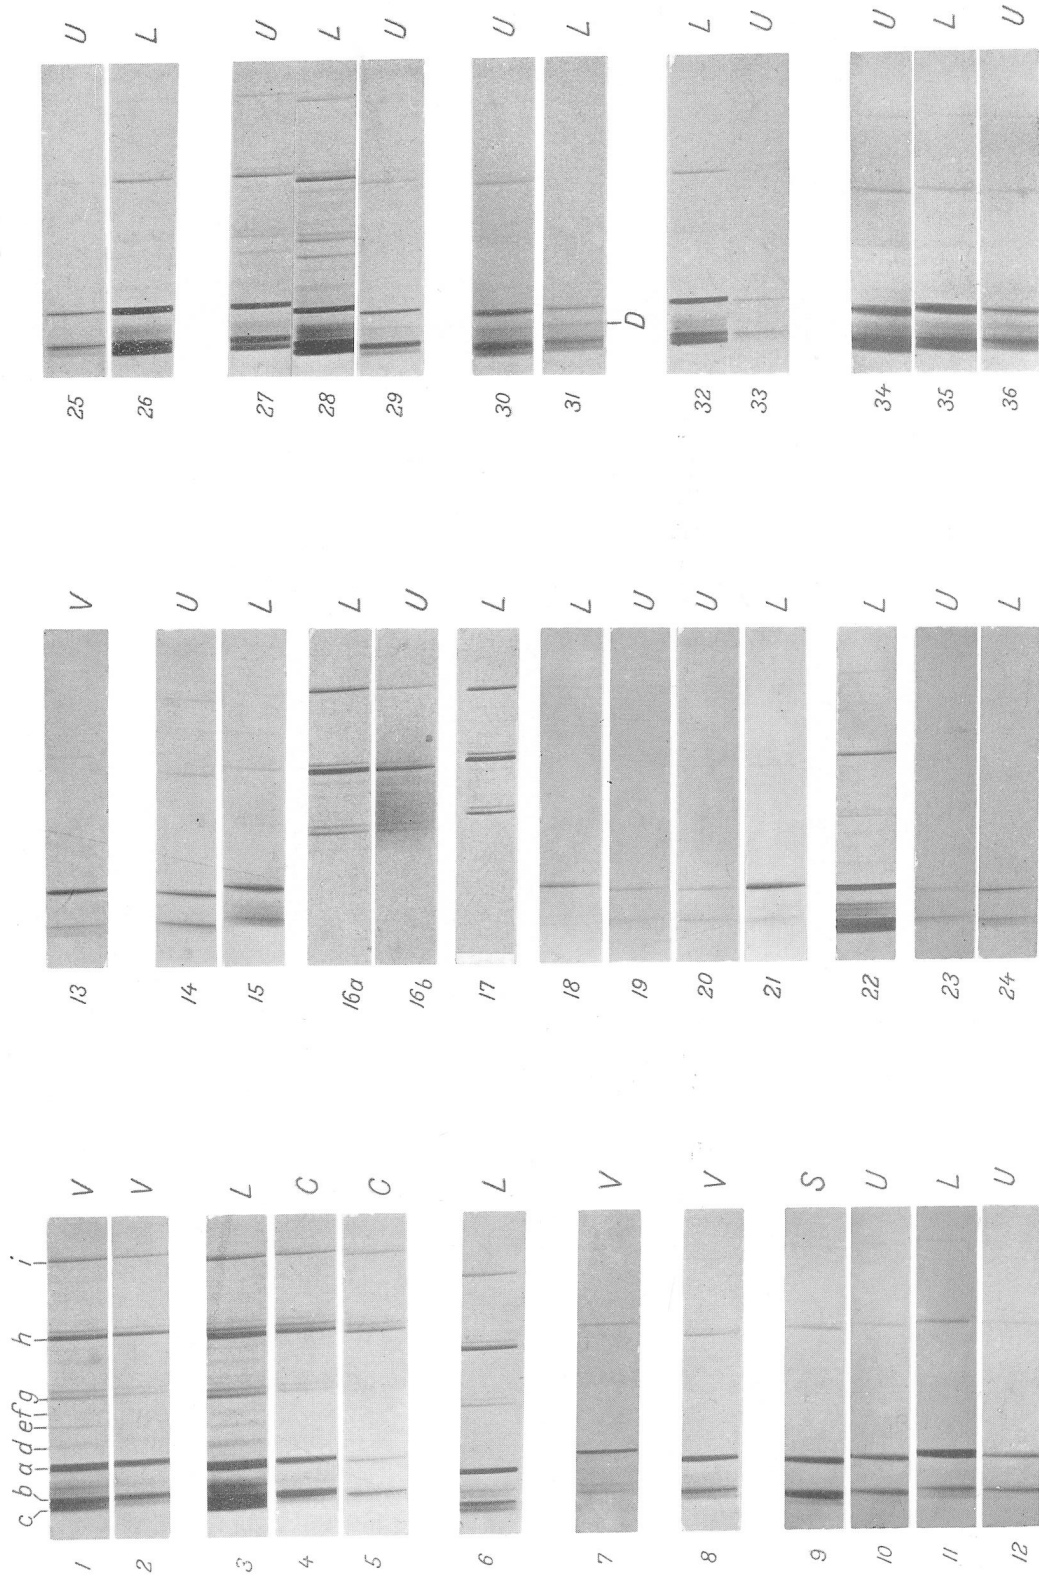 c b a d e f g h i
1 V
2 V
3 L
4 C
5 C
6 L
7 V
8 V
9 S
10 U
11 L
12 U
13 V
14 U
15 L
16a L
16b U
17 L
18 L
19 U
20 U
21 L
22 L
23 U
24 L
25 U
26 L
27 U
28 L
29 U
30 U
31 L
D
32 L
33 U
34 U
35 L
36 U